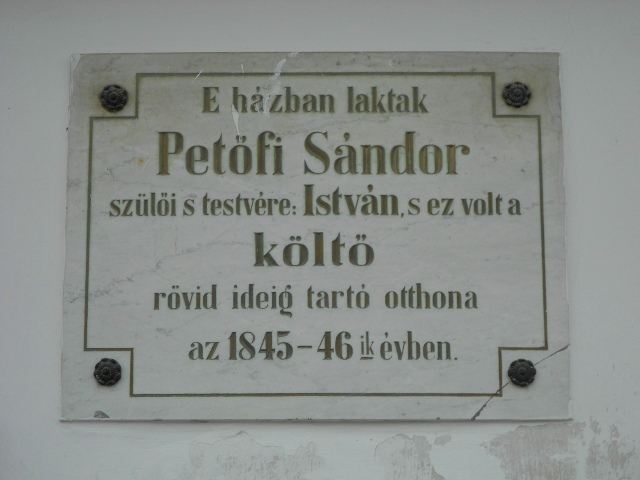 E házban laktak
Petőfi Sándor
szülői s testvére: István, s ez volt a
költő
rövid ideig tartó otthona
az 1845-46 ik évben.